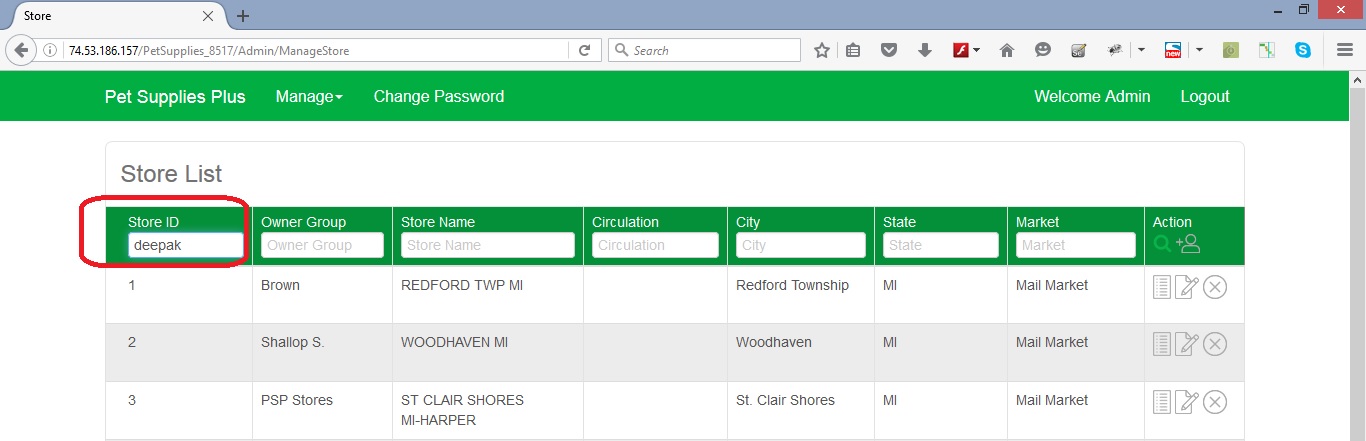 Store
74.53.186.157/PetSupplies_8517/Admin/ManageStore
Search
new
Pet Supplies Plus Manage Change Password Welcome Admin Logout
Store List
Store ID Owner Group Store Name Circulation City State Market Action
deepak Owner Group Store Name Circulation City State Market
1 Brown REDFORD TWP MI Redford Township MI Mail Market
2 Shallop S. WOODHAVEN MI Woodhaven MI Mail Market
3 PSP Stores ST CLAIR SHORES St. Clair Shores MI Mail Market
MI-HARPER